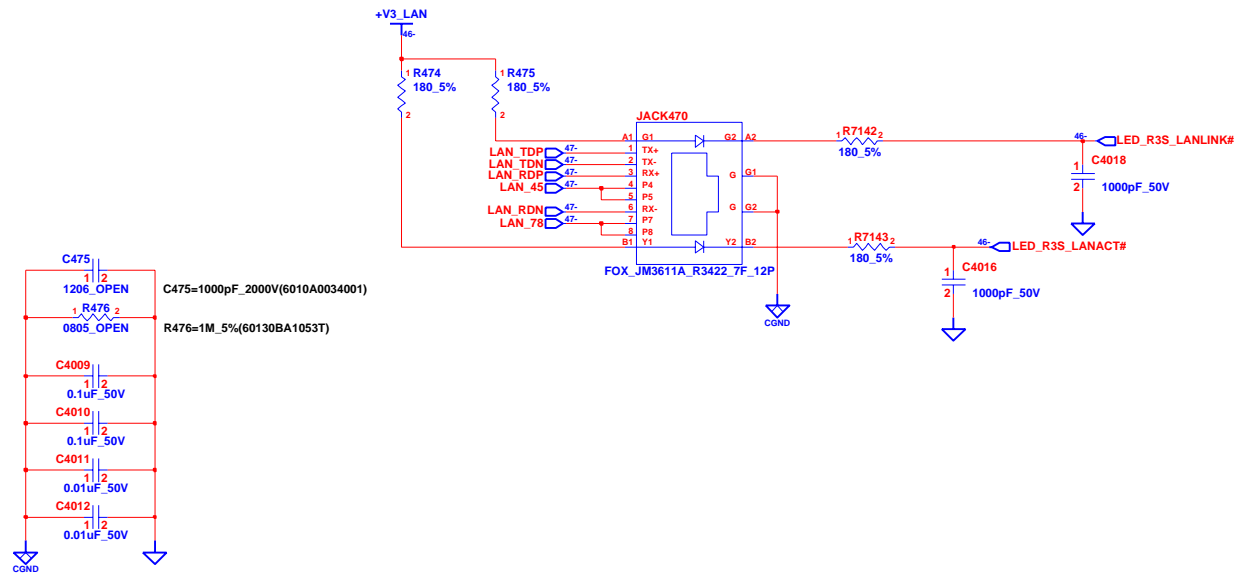 +V3_LAN
46-
1 R474
180_5%
2
1 R475
180_5%
2
JACK470
A1 G1 G2 A2
LAN_TDP 47- 1 TX+
LAN_TDN 47- 2 TX-
LAN_RDP 47- 3 RX+
LAN_45 47- 4 P4
5 P5
LAN_RDN 47- 6 RX-
LAN_78 47- 7 P7
8 P8
G G1
G G2
B1 Y1 Y2 B2
FOX_JM3611A_R3422_7F_12P
CGND
R7142
1 2
180_5%
46- LED_R3S_LANLINK#
C4018
1
2
1000pF_50V
R7143
1 2
180_5%
46- LED_R3S_LANACT#
C4016
1
2
1000pF_50V
C475
1 2
1206_OPEN
C475=1000pF_2000V(6010A0034001)
R476
1 2
0805_OPEN
R476=1M_5%(60130BA1053T)
C4009
1 2
0.1uF_50V
C4010
1 2
0.1uF_50V
C4011
1 2
0.01uF_50V
C4012
1 2
0.01uF_50V
CGND